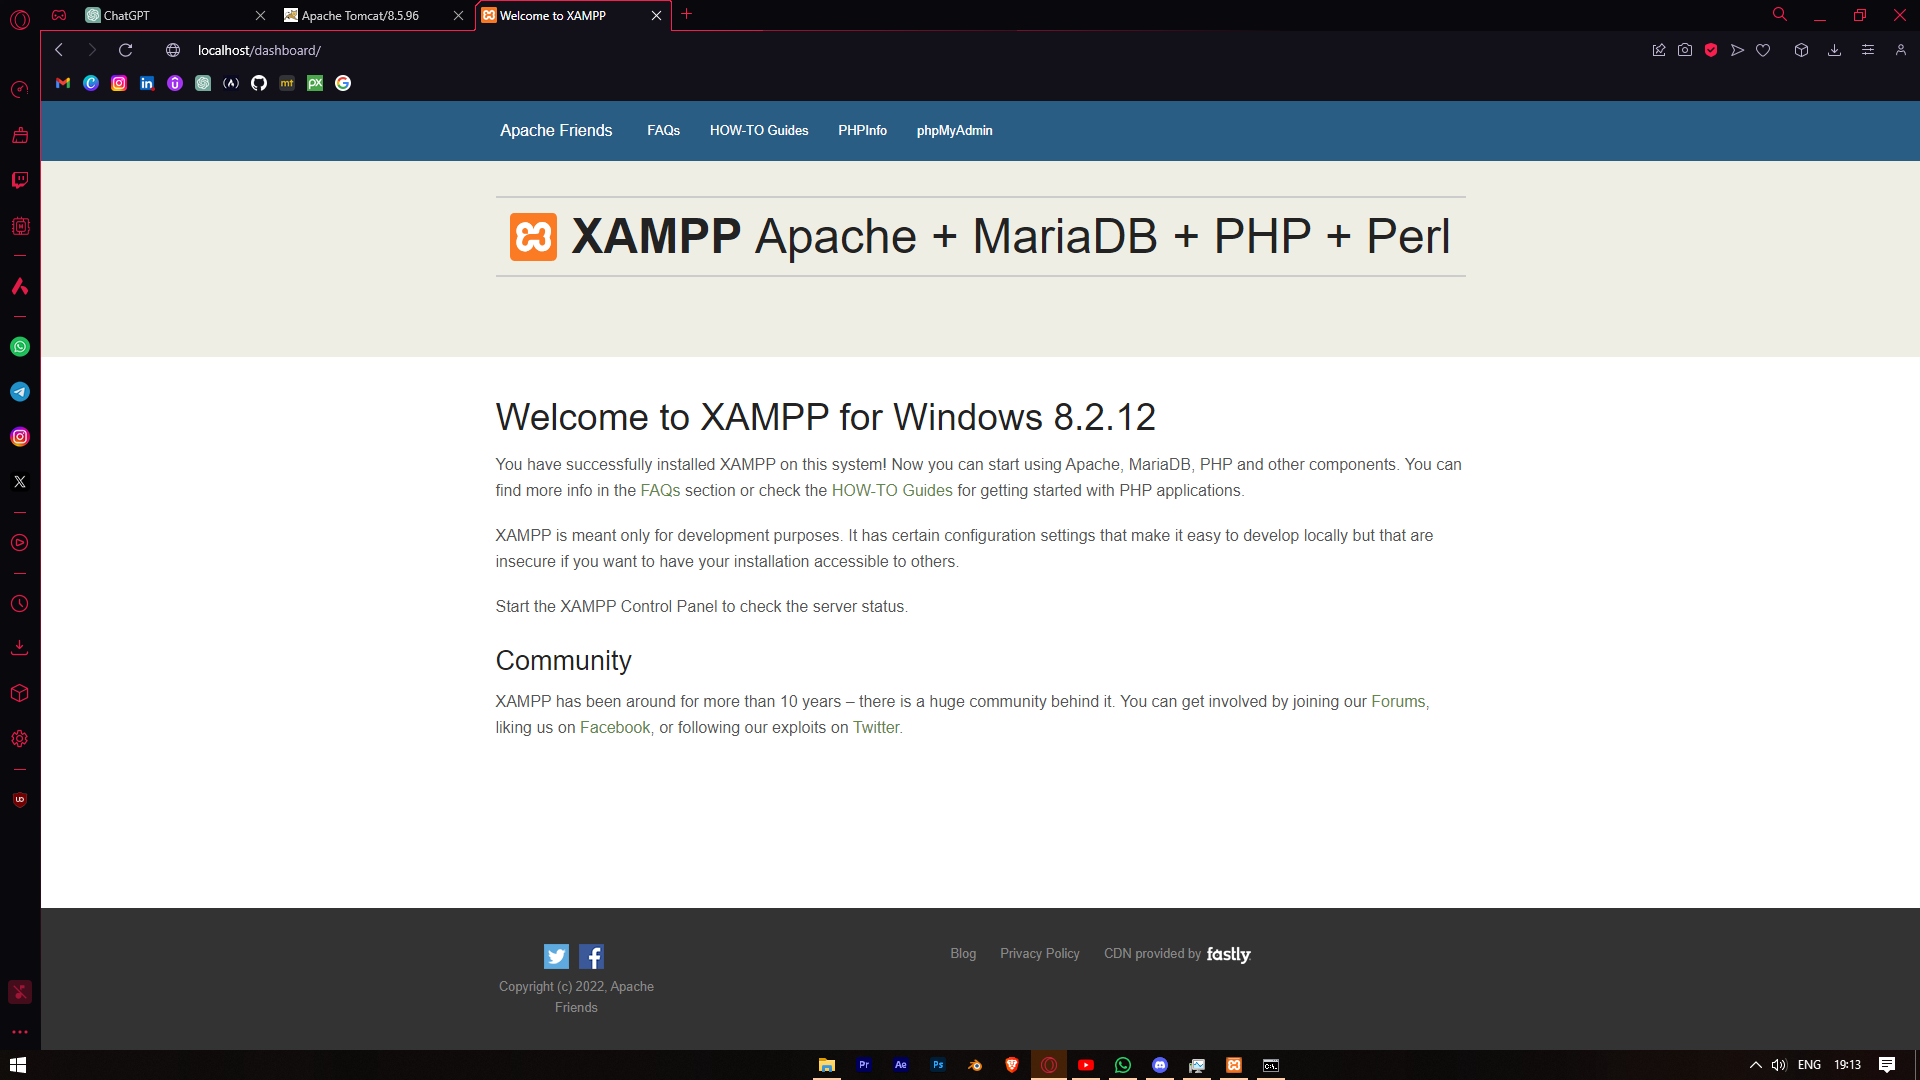 ChatGPT
Apache Tomcat/8.5.96
Welcome to XAMPP
localhost/dashboard/
Apache Friends
FAQs
HOW-TO Guides
PHPInfo
phpMyAdmin
XAMPP Apache + MariaDB + PHP + Perl
Welcome to XAMPP for Windows 8.2.12
You have successfully installed XAMPP on this system! Now you can start using Apache, MariaDB, PHP and other components. You can
find more info in the FAQs section or check the HOW-TO Guides for getting started with PHP applications.
XAMPP is meant only for development purposes. It has certain configuration settings that make it easy to develop locally but that are
insecure if you want to have your installation accessible to others.
Start the XAMPP Control Panel to check the server status.
Community
XAMPP has been around for more than 10 years – there is a huge community behind it. You can get involved by joining our Forums,
liking us on Facebook, or following our exploits on Twitter.
Blog
Privacy Policy
CDN provided by fastly
Copyright (c) 2022, Apache
Friends
Pr
Ae
Ps
ENG
19:13